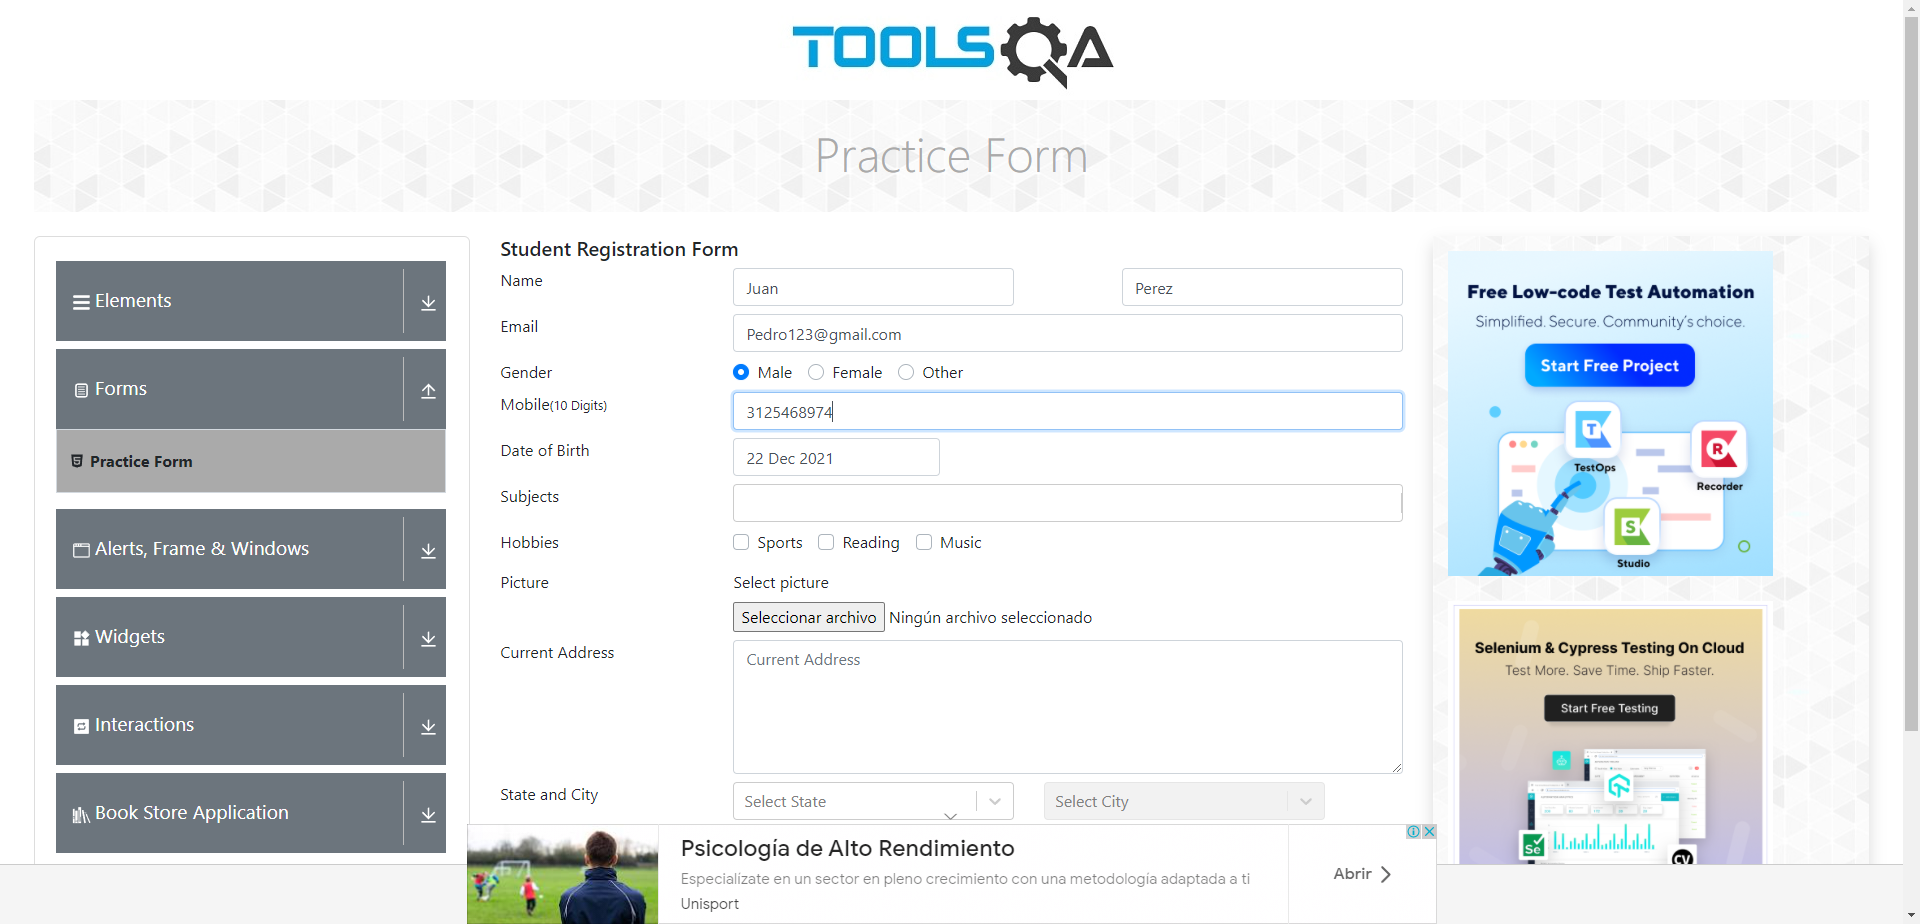 TOOLSQA
Practice Form
Elements
Forms
Practice Form
Alerts, Frame & Windows
Widgets
Interactions
Book Store Application
Student Registration Form
Name
Juan
Perez
Email
Pedro123@gmail.com
Gender
Male
Female
Other
Mobile(10 Digits)
3125468974
Date of Birth
22 Dec 2021
Subjects
Hobbies
Sports
Reading
Music
Picture
Select picture
Seleccionar archivo Ningún archivo seleccionado
Current Address
Current Address
State and City
Select State
Select City
Free Low-code Test Automation
Simplified. Secure. Community's choice.
Start Free Project
T
TestOps
R
Recorder
S
Studio
Selenium & Cypress Testing On Cloud
Test More. Save Time. Ship Faster.
Start Free Testing
Se
CV
Psicología de Alto Rendimiento
Especialízate en un sector en pleno crecimiento con una metodología adaptada a ti
Unisport
Abrir